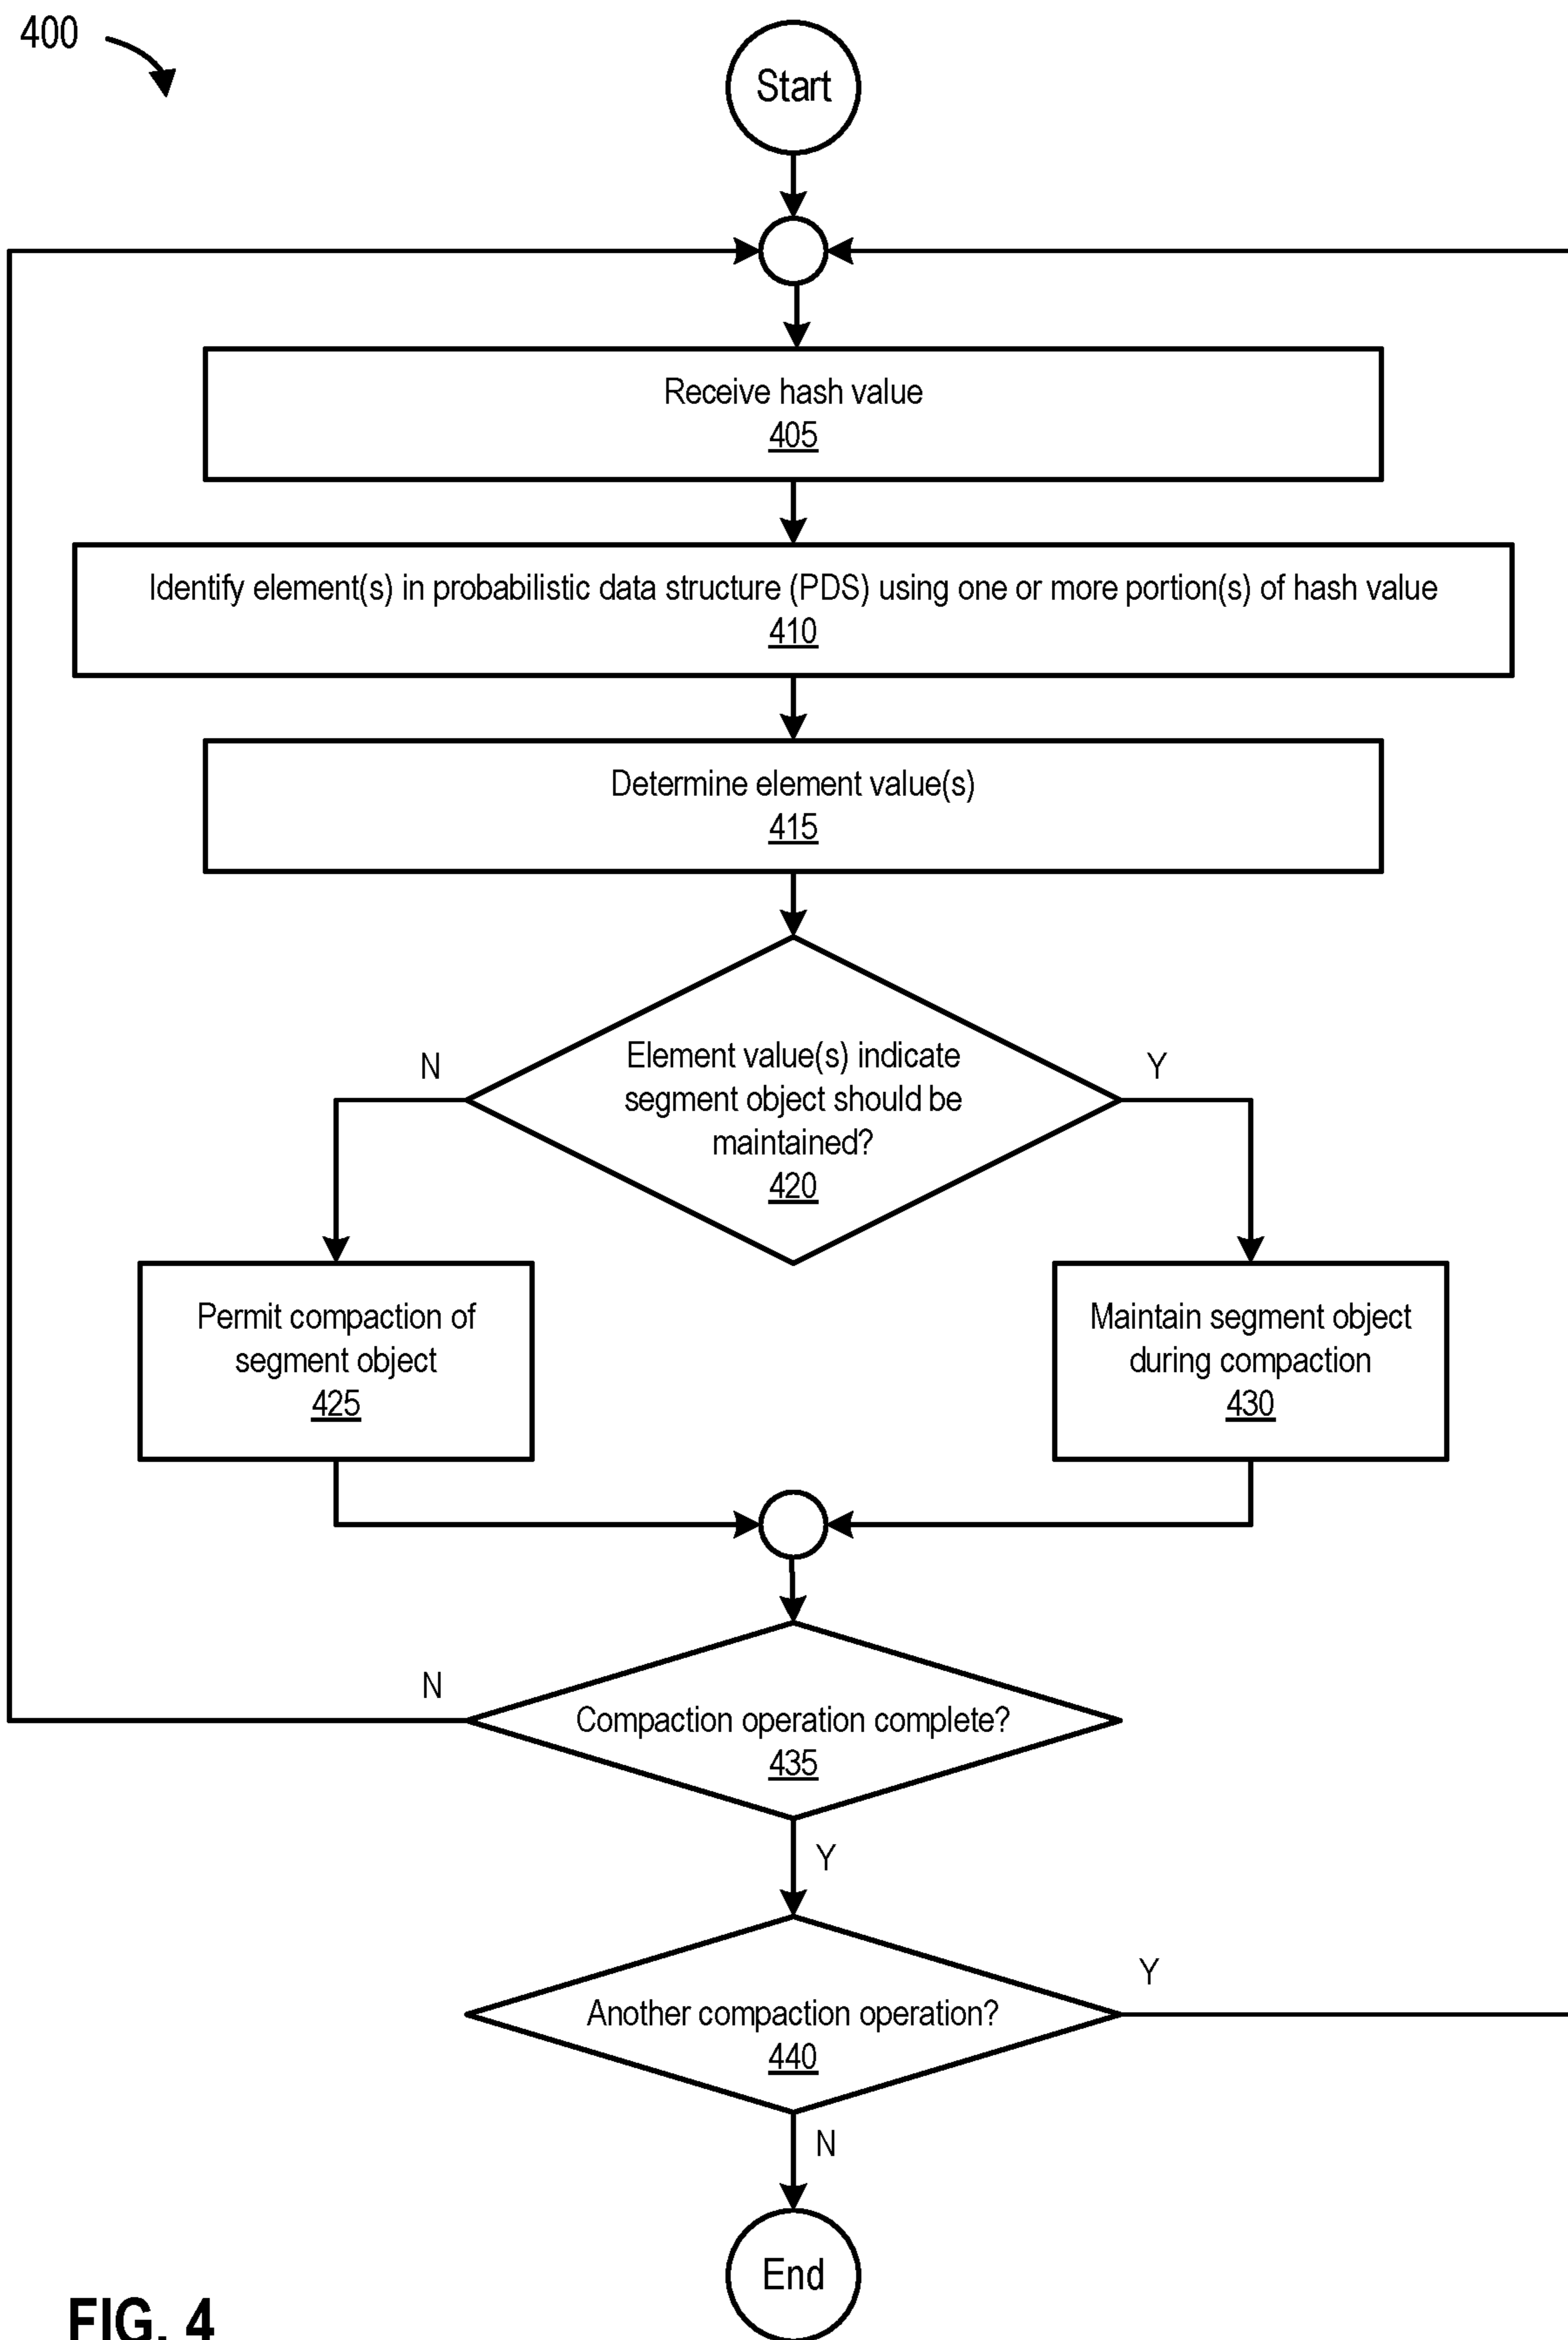 400
Start
Receive hash value
405
Identify element(s) in probabilistic data structure (PDS) using one or more portion(s) of hash value
410
Determine element value(s)
415
Element value(s) indicate
segment object should be
maintained?
420
N
Y
Permit compaction of
segment object
425
Maintain segment object
during compaction
430
Compaction operation complete?
435
N
Y
Another compaction operation?
440
Y
N
End
FIG. 4